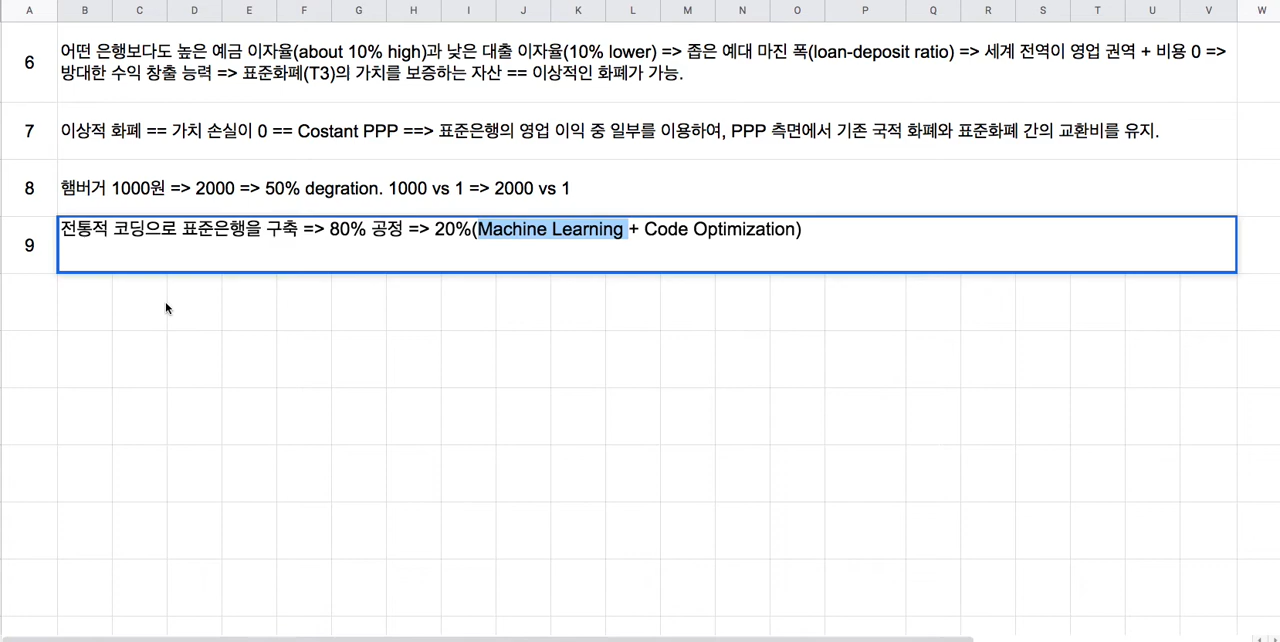 A B C D E F G H I J K L M N O P Q R S T U V W
6 어떤 은행보다도 높은 예금 이자율(about 10% high)과 낮은 대출 이자율(10% lower) => 좁은 예대 마진 폭(loan-deposit ratio) => 세계 전역이 영업 권역 + 비용 0 =>
방대한 수익 창출 능력 => 표준화폐(T3)의 가치를 보증하는 자산 == 이상적인 화폐가 가능.
7 이상적 화폐 == 가치 손실이 0 == Costant PPP ==> 표준은행의 영업 이익 중 일부를 이용하여, PPP 측면에서 기존 국적 화폐와 표준화폐 간의 교환비를 유지.
8 햄버거 1000원 => 2000 => 50% degration. 1000 vs 1 => 2000 vs 1
9 전통적 코딩으로 표준은행을 구축 => 80% 공정 => 20%(Machine Learning + Code Optimization)